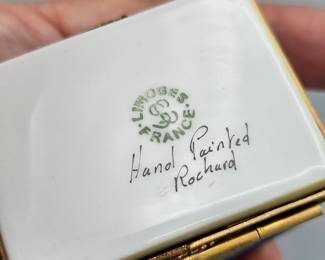 LIMOGES
FRANCE
Hand Painted
Rochard